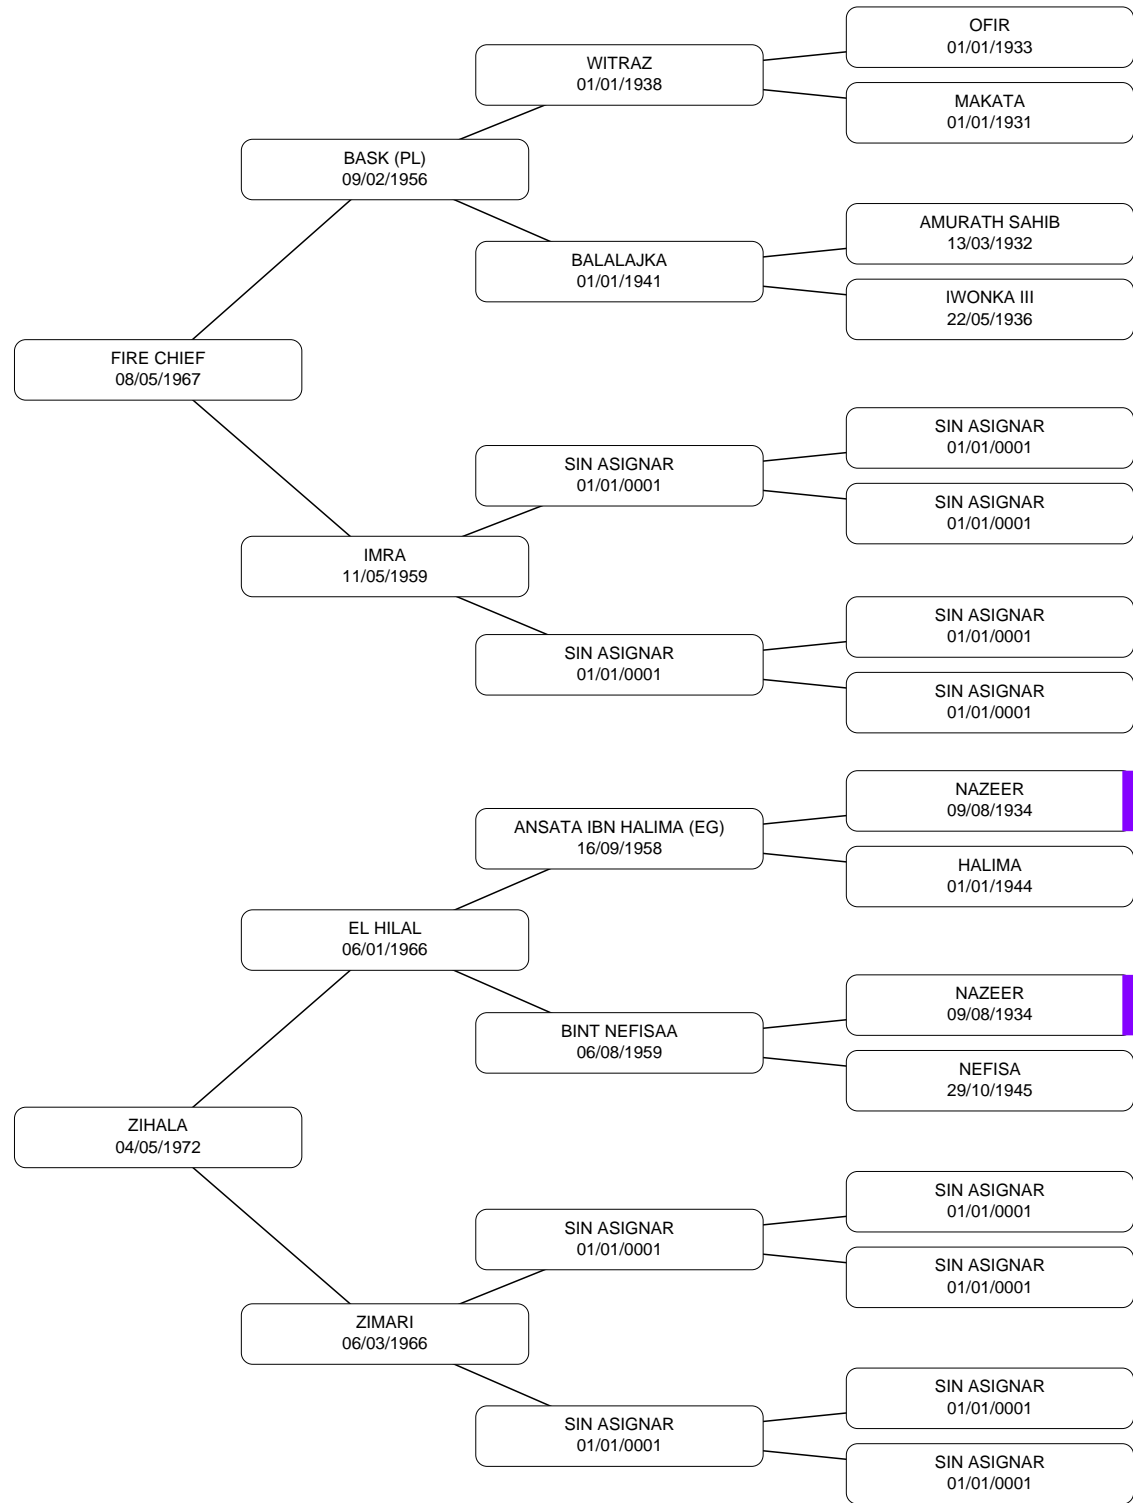 OFIR
01/01/1933
WITRAZ
01/01/1938
MAKATA
01/01/1931
BASK (PL)
09/02/1956
AMURATH SAHIB
13/03/1932
BALALAJKA
01/01/1941
IWONKA III
22/05/1936
FIRE CHIEF
08/05/1967
SIN ASIGNAR
01/01/0001
SIN ASIGNAR
01/01/0001
SIN ASIGNAR
01/01/0001
IMRA
11/05/1959
SIN ASIGNAR
01/01/0001
SIN ASIGNAR
01/01/0001
SIN ASIGNAR
01/01/0001
NAZEER
09/08/1934
ANSATA IBN HALIMA (EG)
16/09/1958
HALIMA
01/01/1944
EL HILAL
06/01/1966
NAZEER
09/08/1934
BINT NEFISAA
06/08/1959
NEFISA
29/10/1945
ZIHALA
04/05/1972
SIN ASIGNAR
01/01/0001
SIN ASIGNAR
01/01/0001
SIN ASIGNAR
01/01/0001
ZIMARI
06/03/1966
SIN ASIGNAR
01/01/0001
SIN ASIGNAR
01/01/0001
SIN ASIGNAR
01/01/0001